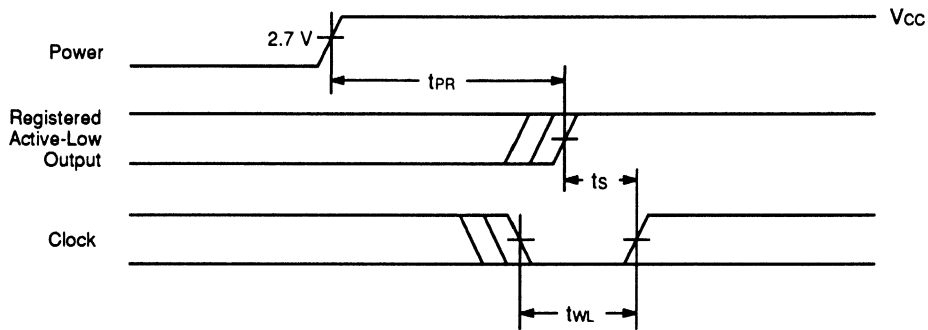 VCC
2.7 V
Power
tPR
Registered
Active-Low
Output
tS
Clock
tWL